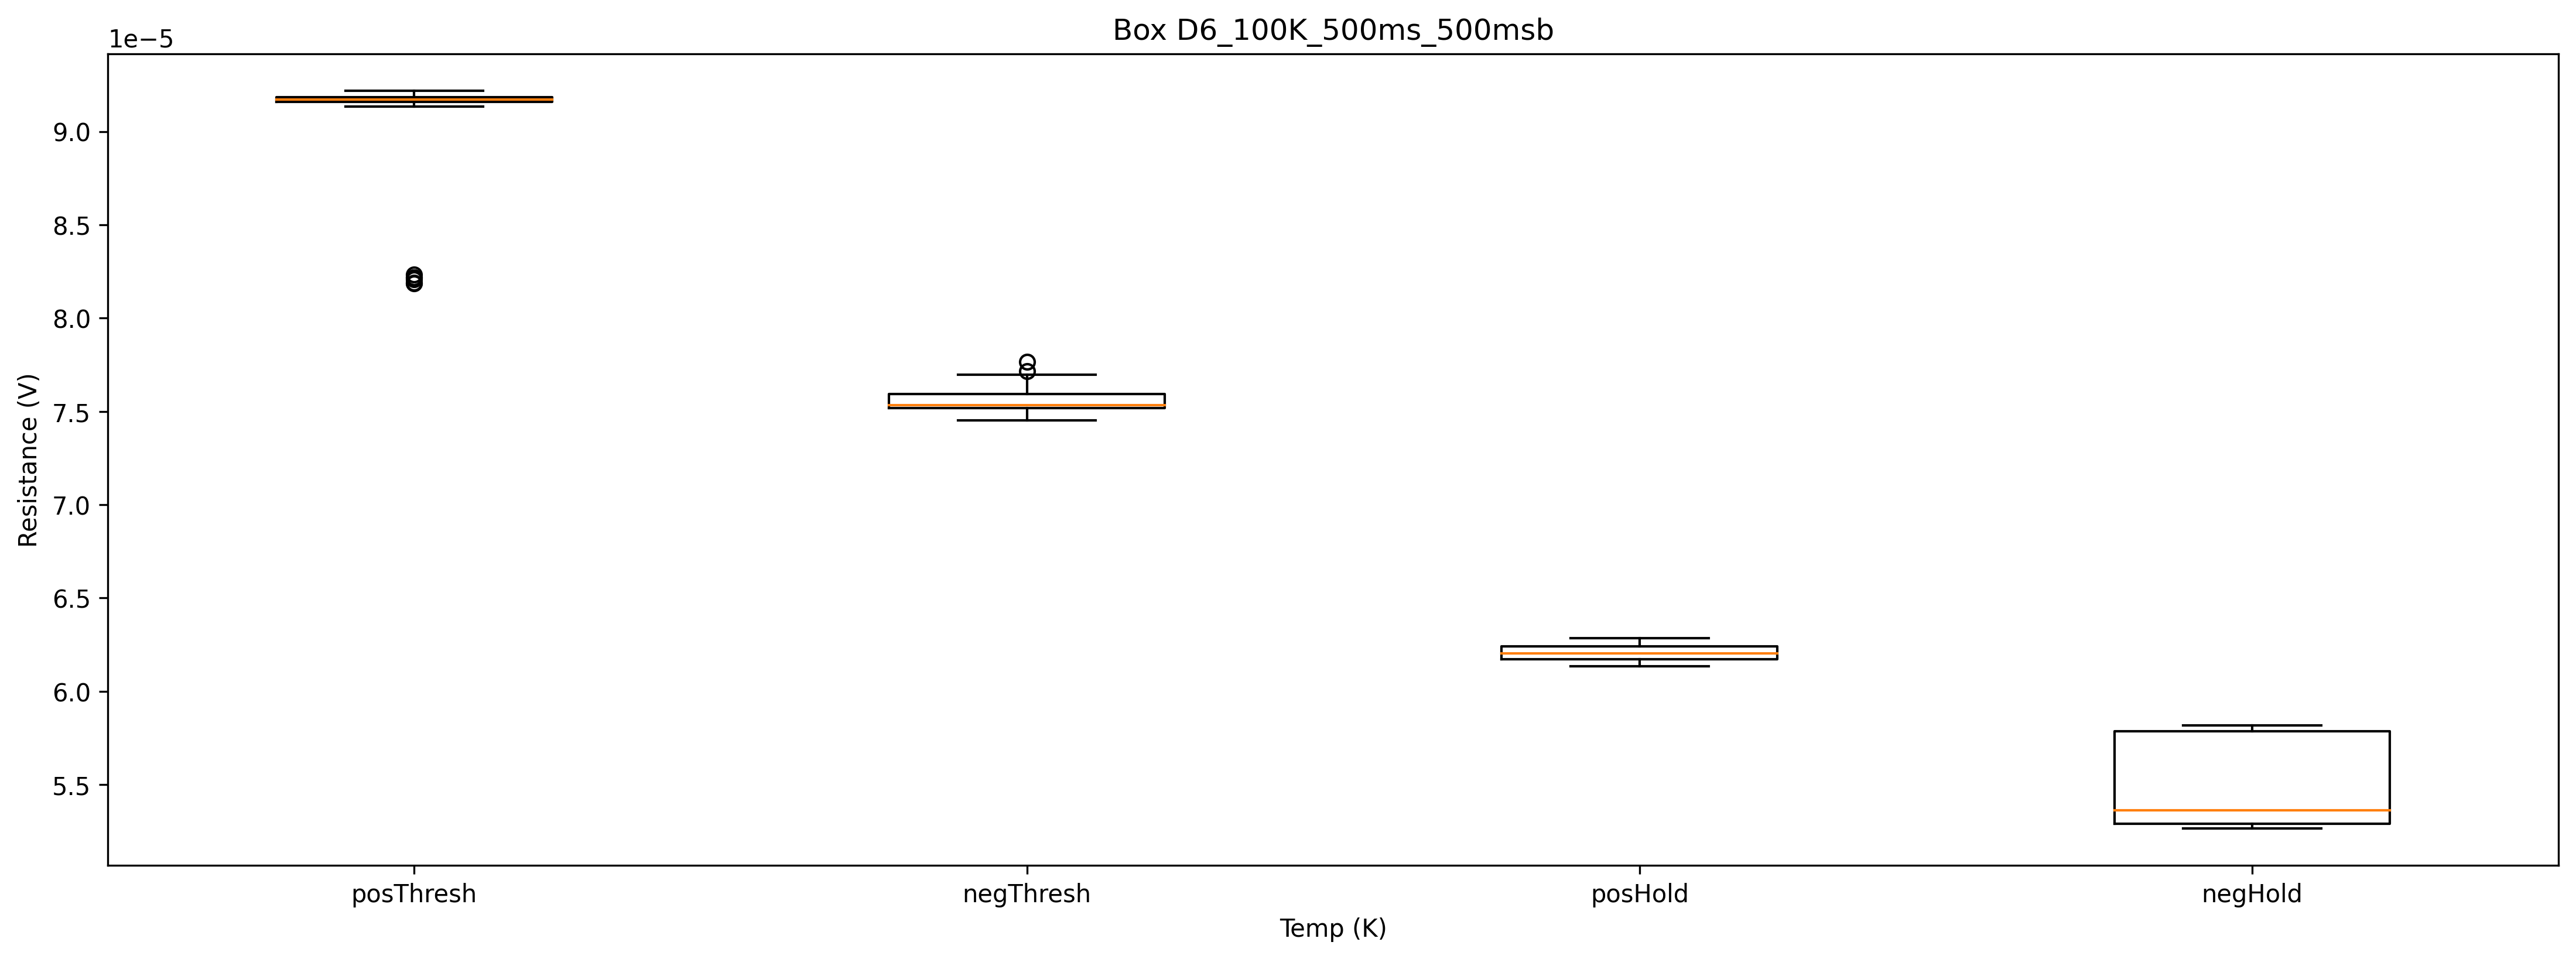 Box D6_100K_500ms_500msb
1e−5
9.0
8.5
8.0
7.5
7.0
6.5
6.0
5.5
Resistance (V)
posThresh negThresh posHold negHold
Temp (K)